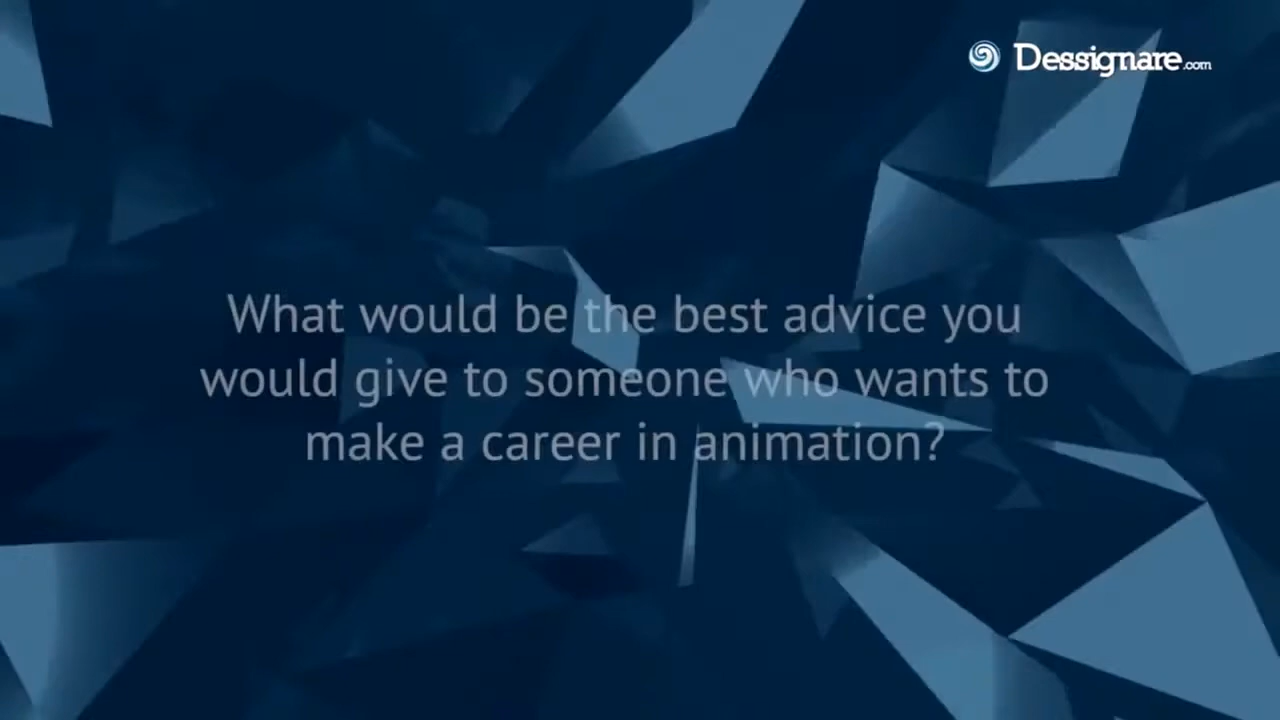 Dessignare.com
What would be the best advice you
would give to someone who wants to
make a career in animation?